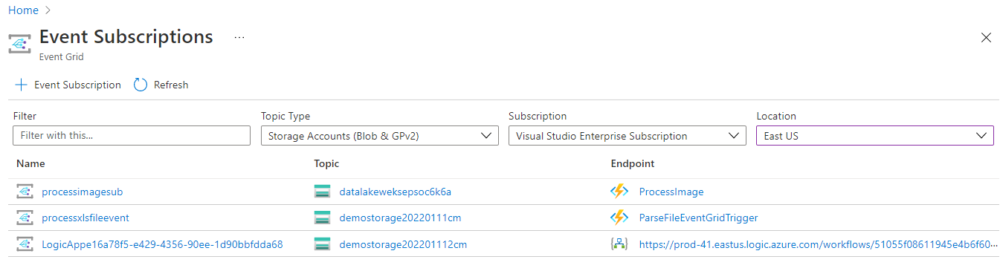 Home
Event Subscriptions ...
Event Grid
Event Subscription Refresh
Filter Topic Type Subscription Location
Filter with this... Storage Accounts (Blob & GPv2) Visual Studio Enterprise Subscription East US
Name Topic Endpoint
processimagesub datalakeweksepsoc6k6a ProcessImage
processxlsfileevent demostorage20220111cm ParseFileEventGridTrigger
LogicAppe16a78f5-e429-4356-90ee-1d90bbfdda68 demostorage202201112cm https://prod-41.eastus.logic.azure.com/workflows/51055f08611945e4b6f60...